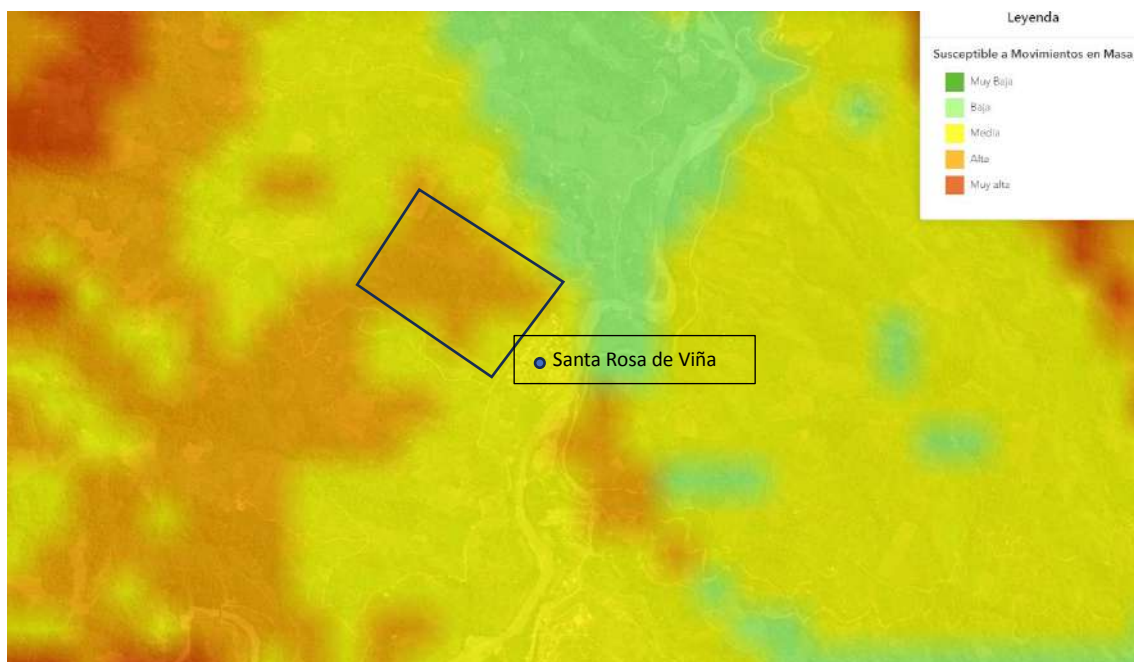 Leyenda
Susceptible a Movimientos en Masa
Muy Baja
Baja
Media
Alta
Muy alta
Santa Rosa de Viña